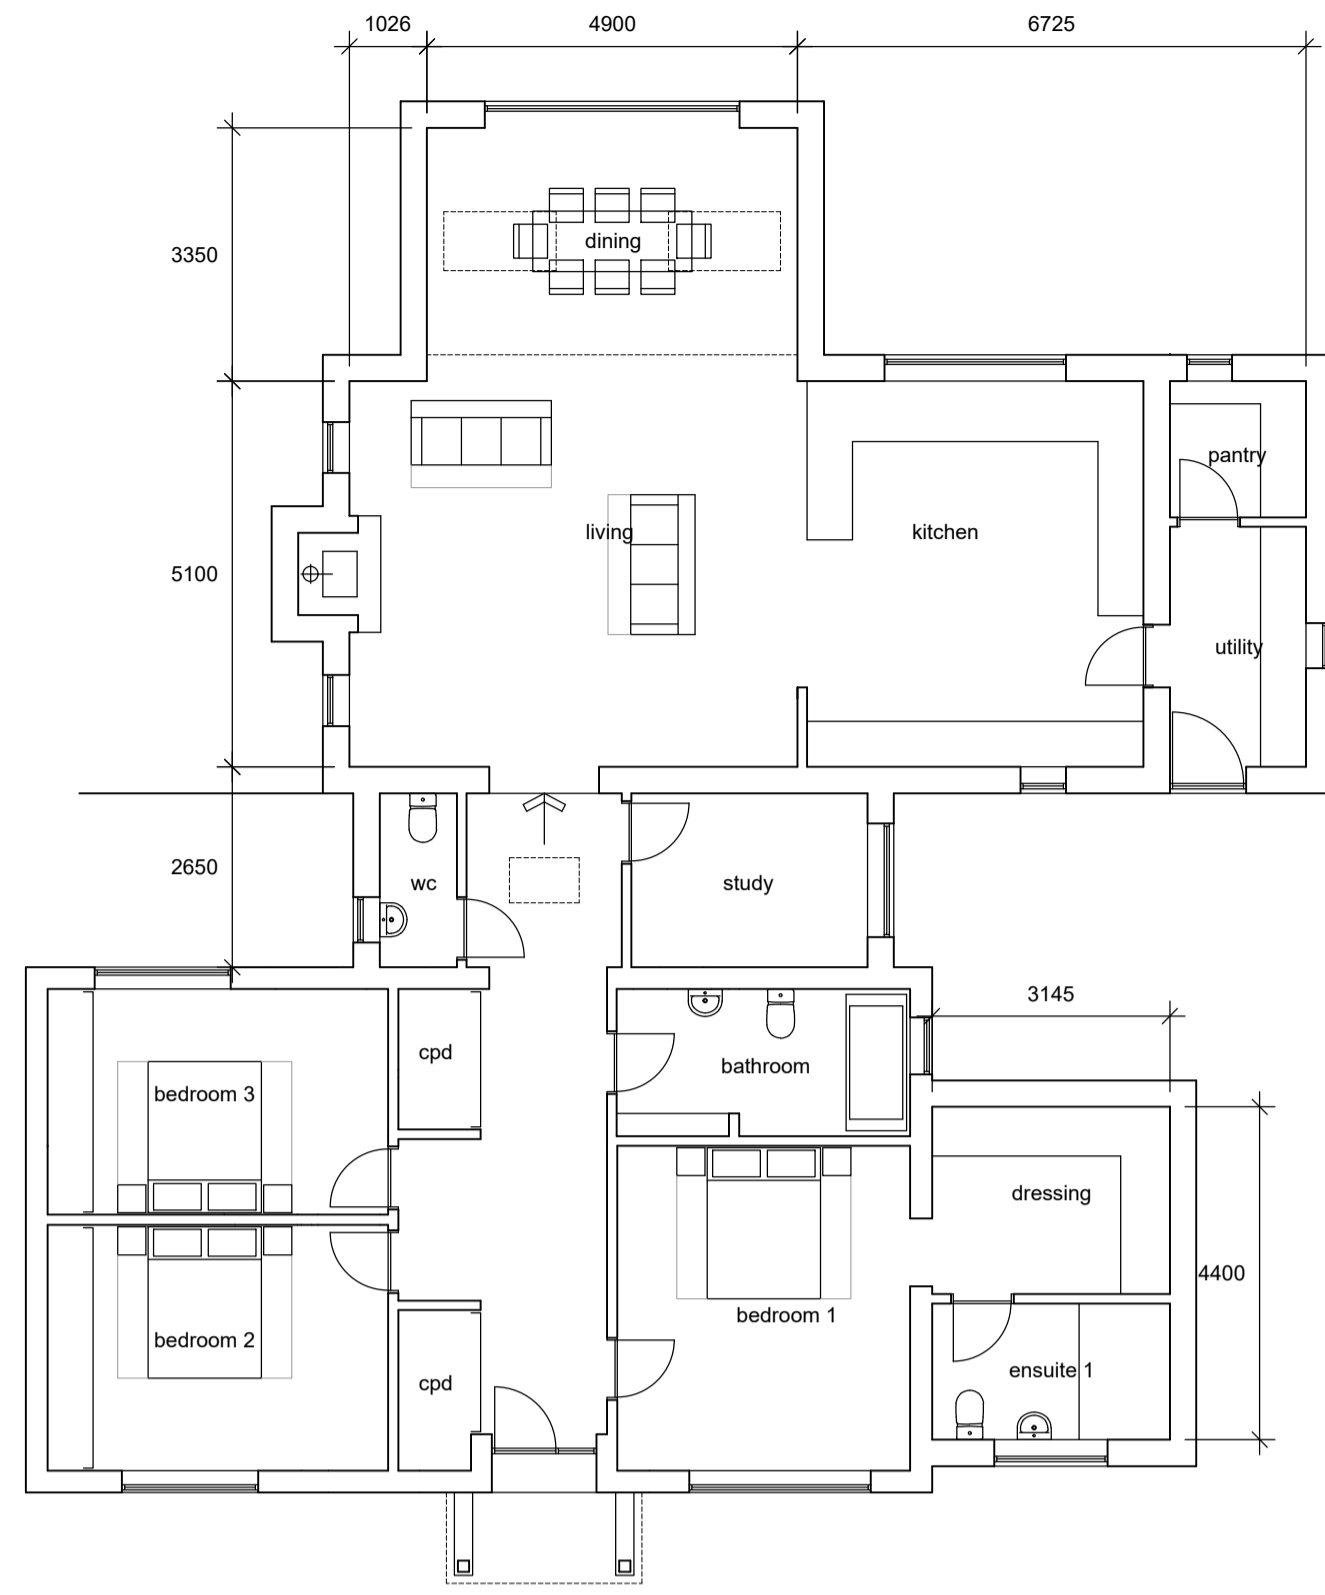 1026
4900
6725
3350
dining
pantry
living
kitchen
5100
utility
2650
wc
study
3145
cpd
bathroom
bedroom 3
dressing
4400
bedroom 1
bedroom 2
ensuite 1
cpd